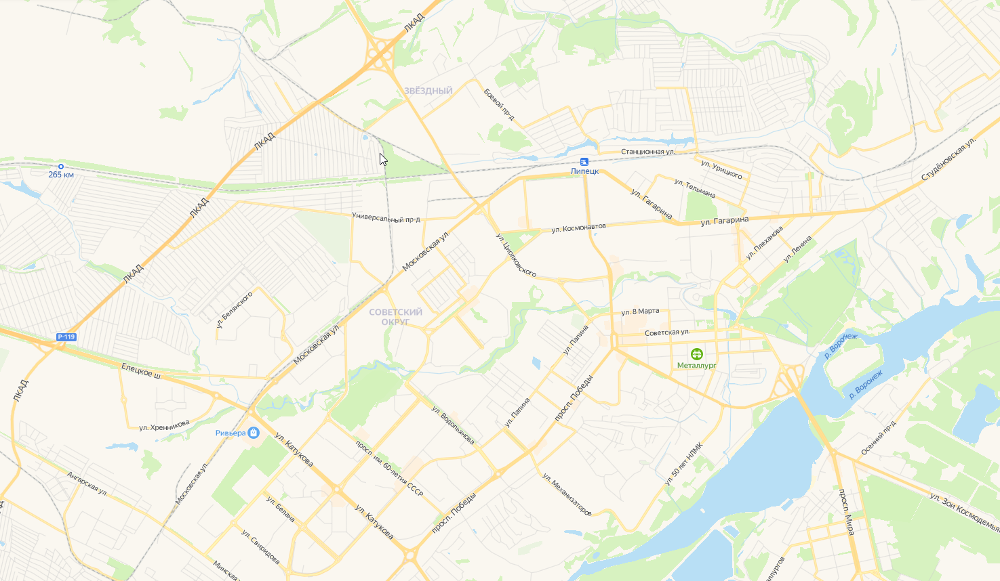 ЛКАД
ЗВЁЗДНЫЙ
Боевой пр-д
ЛКАД
Станционная ул.
Студёновская ул.
265 км
Липецк
ул. Урицкого
ул. Тельмана
ул. Гагарина
ЛКАД
Универсальный пр-д
ул. Космонавтов
ул. Гагарина
Московская ул.
ул. Циолковского
ул. Плеханова
ул. Ленина
ЛКАД
ул. Белянского
СОВЕТСКИЙ
ОКРУГ
ул. 8 Марта
Р-119
Московская ул.
ул. Папина
Советская ул.
р. Воронеж
Металлург
Елецкое ш.
ЛКАД
просп. Победы
р. Воронеж
ул. Папина
ул. Водопьянова
ул. Хренникова
Ривьера
ул. Катукова
просп. им. 60-летия СССР
Осенний пр-д
ул. 50 лет НЛМК
Ангарская ул.
Московская ул.
ул. Механизаторов
просп. Победы
просп. Мира
ул. Зои Космодемья
ул. Белана
ул. Катукова
ул. Свиридова
Минская
аллургов